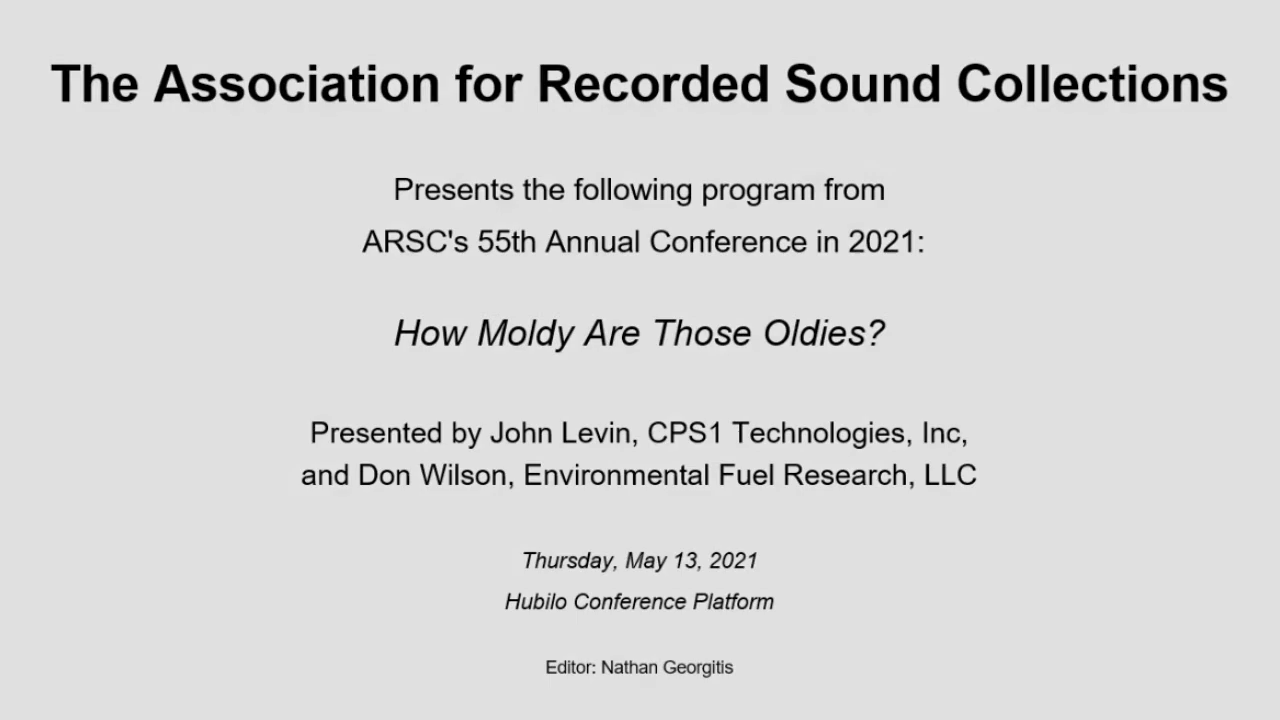 The Association for Recorded Sound Collections
Presents the following program from
ARSC's 55th Annual Conference in 2021:
How Moldy Are Those Oldies?
Presented by John Levin, CPS1 Technologies, Inc,
and Don Wilson, Environmental Fuel Research, LLC
Thursday, May 13, 2021
Hubilo Conference Platform
Editor: Nathan Georgitis